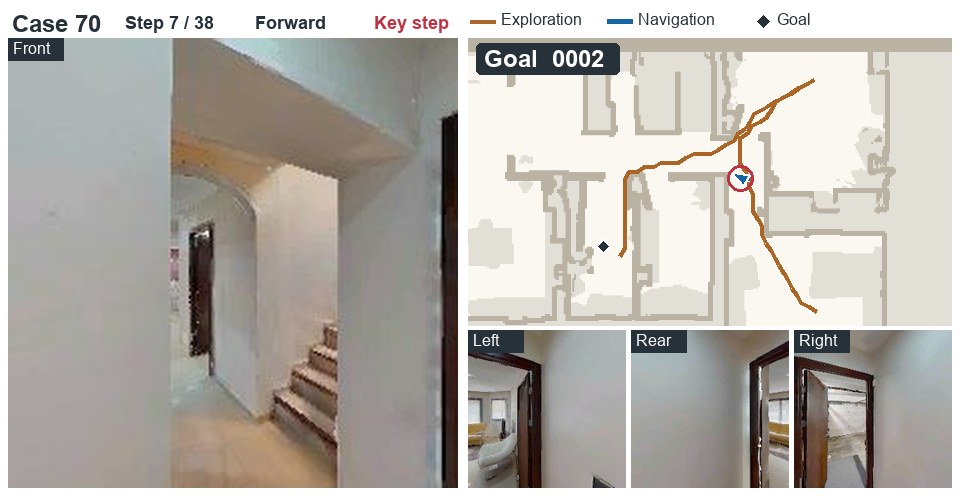 Case 70 Step 7 / 38 Forward Key step
Exploration Navigation Goal
Front
Goal 0002
Left
Rear
Right